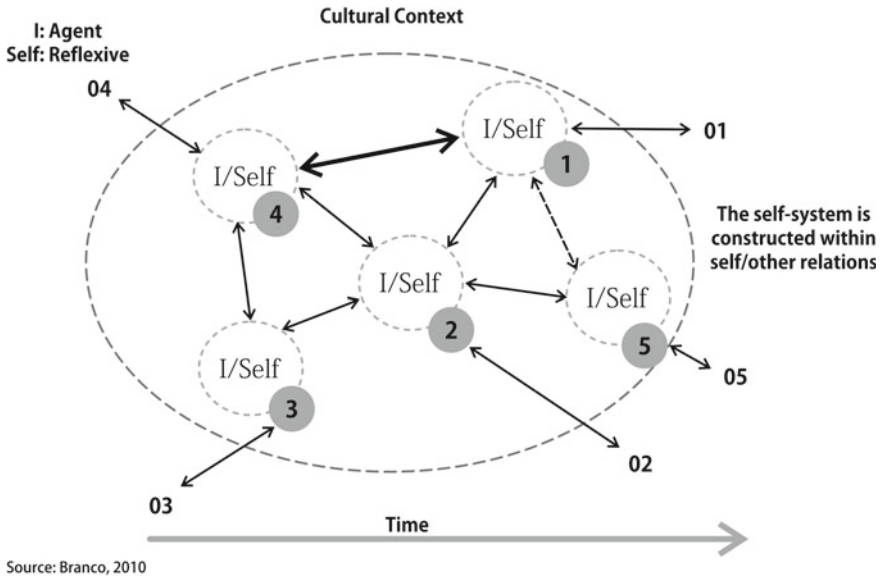 Cultural Context
I: Agent
Self: Reflexive
04
I/Self
1
01
I/Self
4
The self-system is
constructed within
self/other relations
I/Self
2
I/Self
5
05
I/Self
3
02
03
Time
Source: Branco, 2010